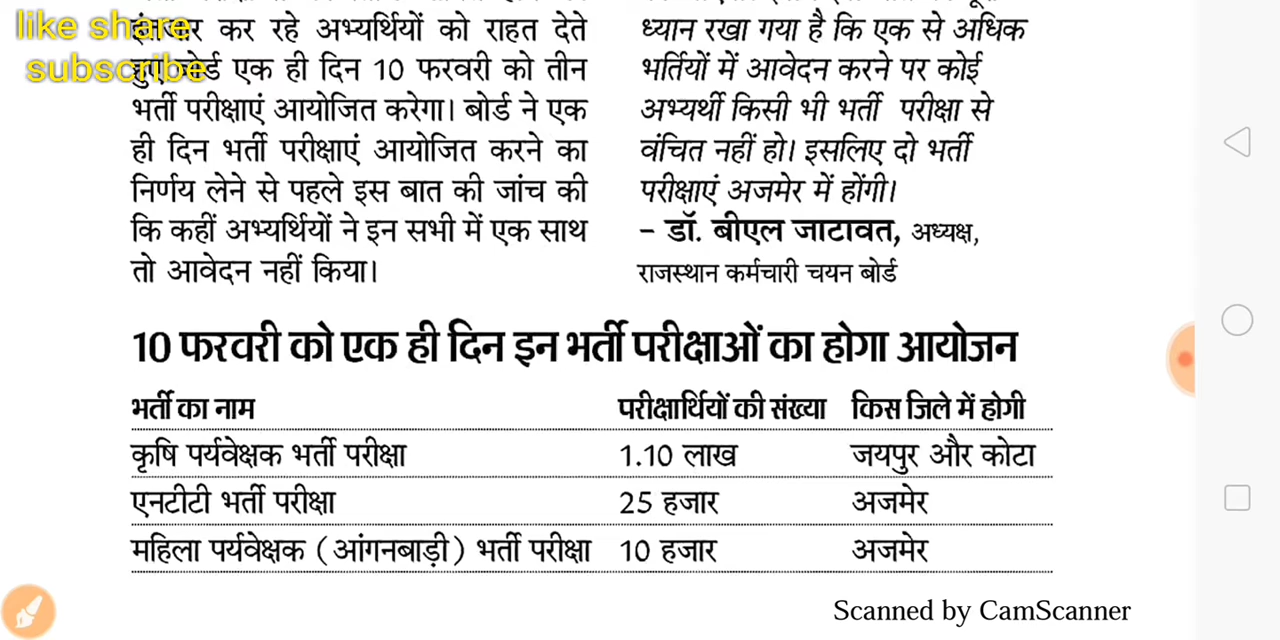 like share
subscribe
कर रहे अभ्यर्थियों को राहत देते
एक ही दिन 10 फरवरी को तीन
भर्ती परीक्षाएं आयोजित करेगा। बोर्ड ने एक
ही दिन भर्ती परीक्षाएं आयोजित करने का
निर्णय लेने से पहले इस बात की जांच की
कि कहीं अभ्यर्थियों ने इन सभी में एक साथ
तो आवेदन नहीं किया।
ध्यान रखा गया है कि एक से अधिक
भर्तियों में आवेदन करने पर कोई
अभ्यर्थी किसी भी भर्ती परीक्षा से
वंचित नहीं हो। इसलिए दो भर्ती
परीक्षाएं अजमेर में होंगी।
– डॉ. बीएल जाटावत, अध्यक्ष,
राजस्थान कर्मचारी चयन बोर्ड
10 फरवरी को एक ही दिन इन भर्ती परीक्षाओं का होगा आयोजन
भर्ती का नाम परीक्षार्थियों की संख्या किस जिले में होगी
कृषि पर्यवेक्षक भर्ती परीक्षा 1.10 लाख जयपुर और कोटा
एनटीटी भर्ती परीक्षा 25 हजार अजमेर
महिला पर्यवेक्षक (आंगनबाड़ी) भर्ती परीक्षा 10 हजार अजमेर
Scanned by CamScanner